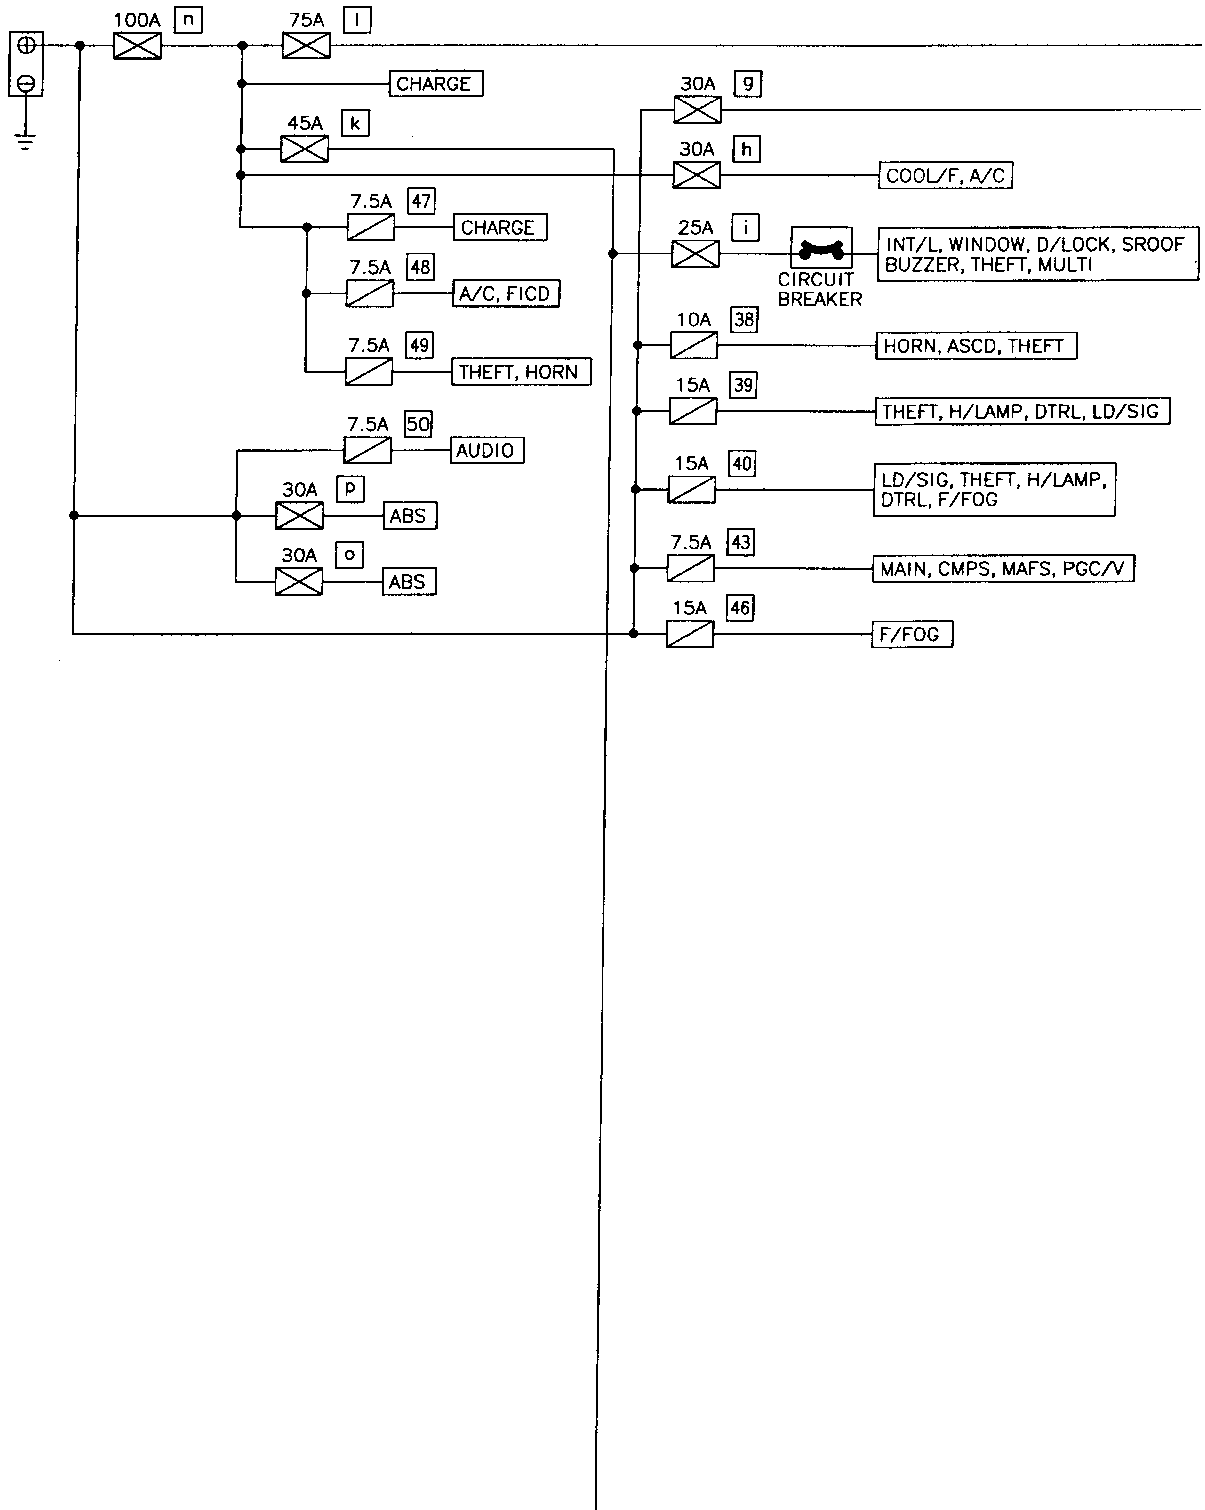 100A n
75A l
CHARGE
45A k
7.5A 47
CHARGE
7.5A 48
A/C, FICD
7.5A 49
THEFT, HORN
7.5A 50
AUDIO
30A p
ABS
30A o
ABS
30A g
30A h
COOL/F, A/C
25A i
CIRCUIT
BREAKER
INT/L, WINDOW, D/LOCK, SROOF
BUZZER, THEFT, MULTI
10A 38
HORN, ASCD, THEFT
15A 39
THEFT, H/LAMP, DTRL, LD/SIG
15A 40
LD/SIG, THEFT, H/LAMP,
DTRL, F/FOG
7.5A 43
MAIN, CMPS, MAFS, PGC/V
15A 46
F/FOG